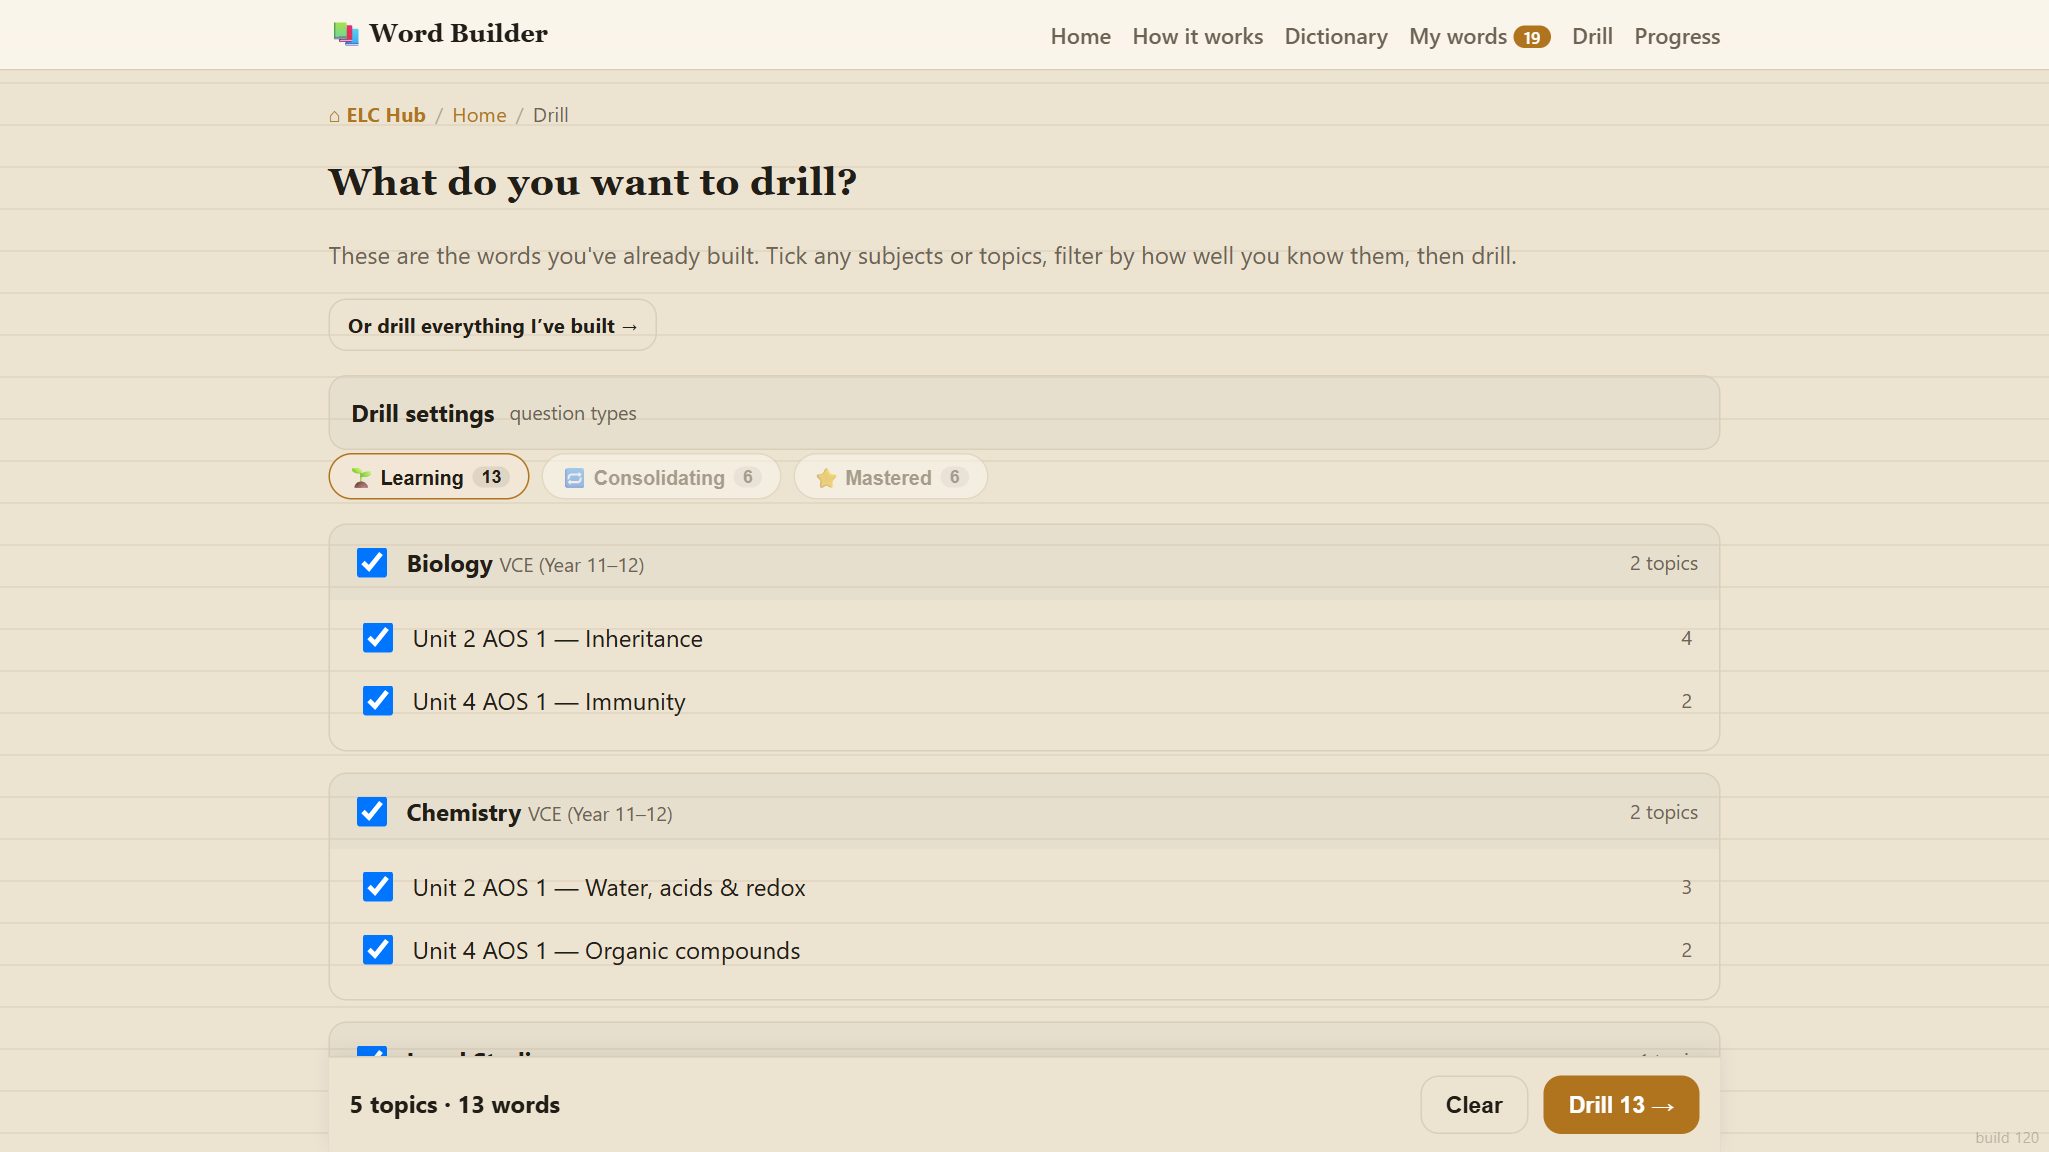 Word Builder
Home How it works Dictionary My words 19 Drill Progress
⌂ ELC Hub / Home / Drill
What do you want to drill?
These are the words you've already built. Tick any subjects or topics, filter by how well you know them, then drill.
Or drill everything I’ve built →
Drill settings question types
Learning 13 Consolidating 6 Mastered 6
Biology VCE (Year 11–12) 2 topics
Unit 2 AOS 1 — Inheritance 4
Unit 4 AOS 1 — Immunity 2
Chemistry VCE (Year 11–12) 2 topics
Unit 2 AOS 1 — Water, acids & redox 3
Unit 4 AOS 1 — Organic compounds 2
5 topics · 13 words Clear Drill 13 →
build 120